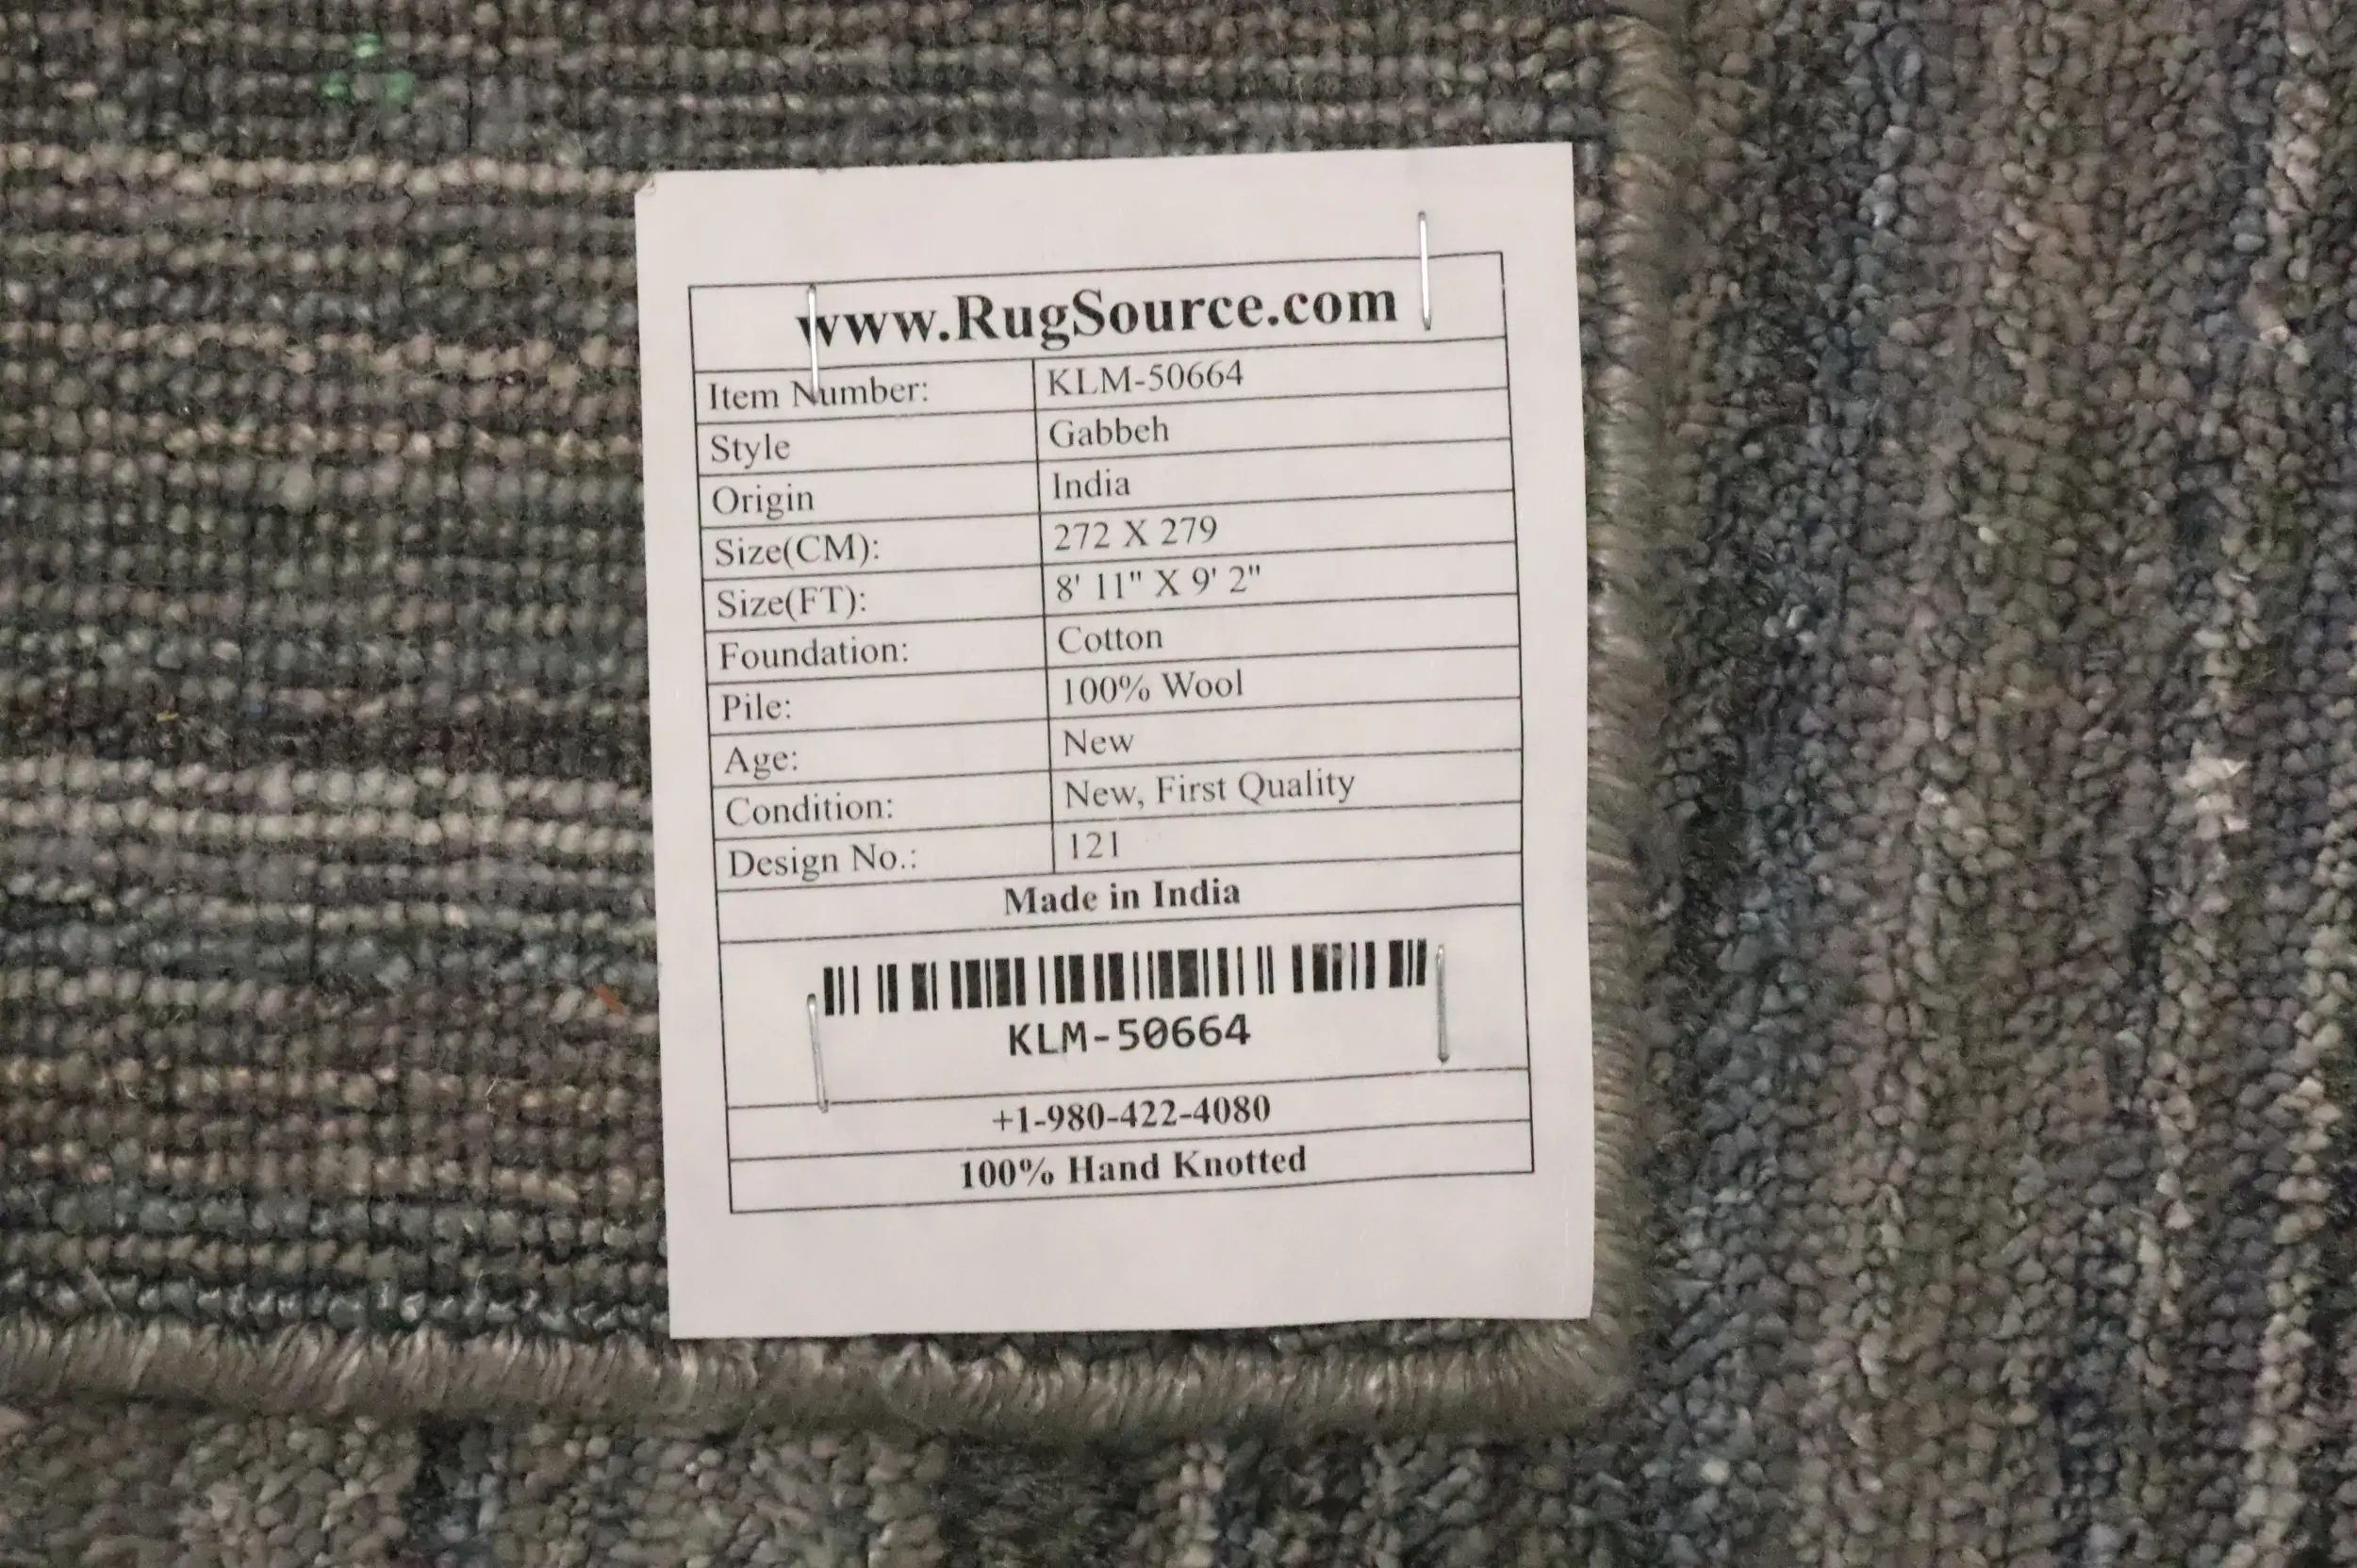 www.RugSource.com
Item Number: KLM-50664
Style Gabbeh
Origin India
Size(CM): 272 X 279
Size(FT): 8' 11" X 9' 2"
Foundation: Cotton
Pile: 100% Wool
Age: New
Condition: New, First Quality
Design No.: 121
Made in India
KLM-50664
+1-980-422-4080
100% Hand Knotted